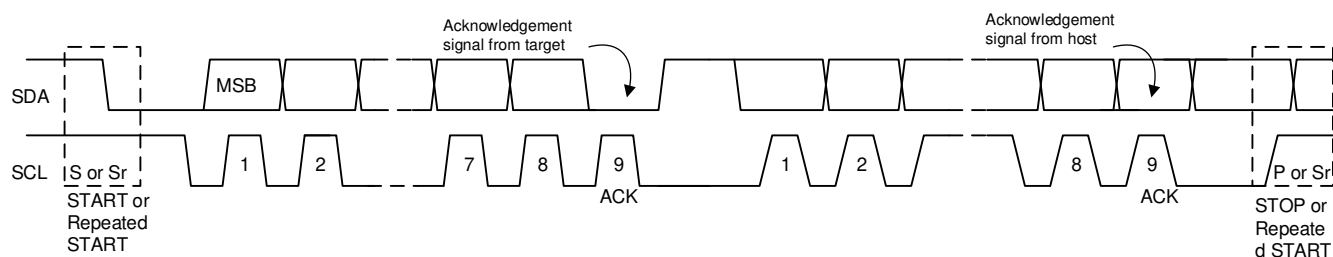 Acknowledgement
signal from target
Acknowledgement
signal from host
SDA
MSB
SCL
S or Sr
1
2
7
8
9
1
2
8
9
P or Sr
ACK
ACK
START or
Repeated
START
STOP or
Repeate
d START